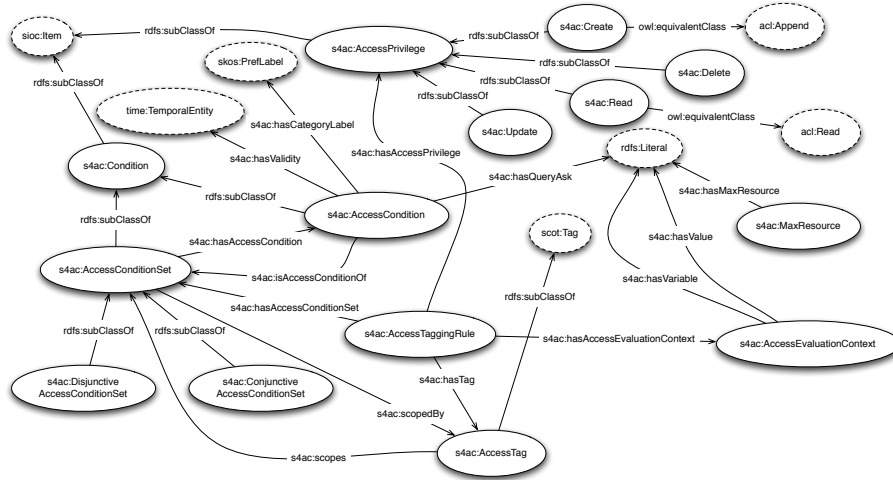 sioc:Item
rdfs:subClassOf
s4ac:AccessPrivilege
rdfs:subClassOf
s4ac:Create
owl:equivalentClass
acl:Append
skos:PrefLabel
rdfs:subClassOf
s4ac:Delete
rdfs:subClassOf
rdfs:subClassOf
rdfs:subClassOf
s4ac:Read
time:TemporalEntity
s4ac:hasCategoryLabel
s4ac:Update
owl:equivalentClass
acl:Read
s4ac:hasAccessPrivilege
rdfs:Literal
s4ac:hasValidity
s4ac:Condition
s4ac:hasQueryAsk
rdfs:subClassOf
s4ac:hasMaxResource
s4ac:AccessCondition
rdfs:subClassOf
s4ac:MaxResource
scot:Tag
s4ac:hasValue
s4ac:hasAccessCondition
s4ac:AccessConditionSet
s4ac:isAccessConditionOf
s4ac:hasVariable
rdfs:subClassOf
s4ac:hasAccessConditionSet
rdfs:subClassOf
rdfs:subClassOf
s4ac:AccessTaggingRule
s4ac:hasAccessEvaluationContext
s4ac:AccessEvaluationContext
s4ac:Disjunctive
AccessConditionSet
s4ac:Conjunctive
AccessConditionSet
s4ac:hasTag
s4ac:scopedBy
s4ac:scopes
s4ac:AccessTag